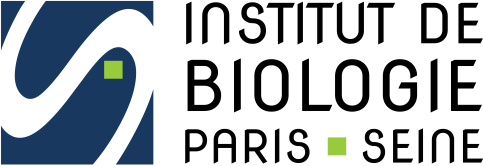 INSTITUT DE
BIOLOGIE
PARIS ▪ SEINE